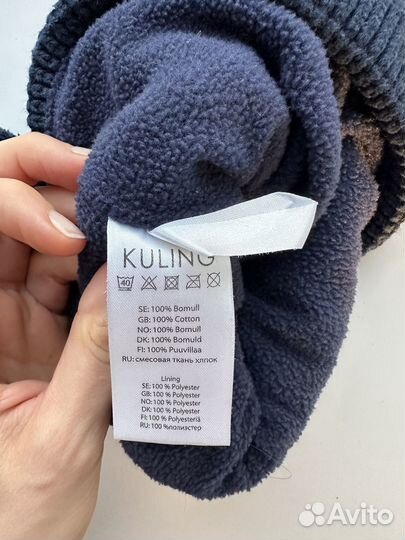 KULING
40
SE: 100% Bomull
GB: 100% Cotton
NO: 100% Bomull
DK: 100% Bomuld
FI: 100% Puuvillaa
RU: смесовая ткань хлпок
Lining
SE: 100 % Polyester
GB: 100 % Polyester
NO: 100 % Polyester
DK: 100 % Polyester
FI: 100 % Polyesteriä
RU: 100 %полиэстер
Avito